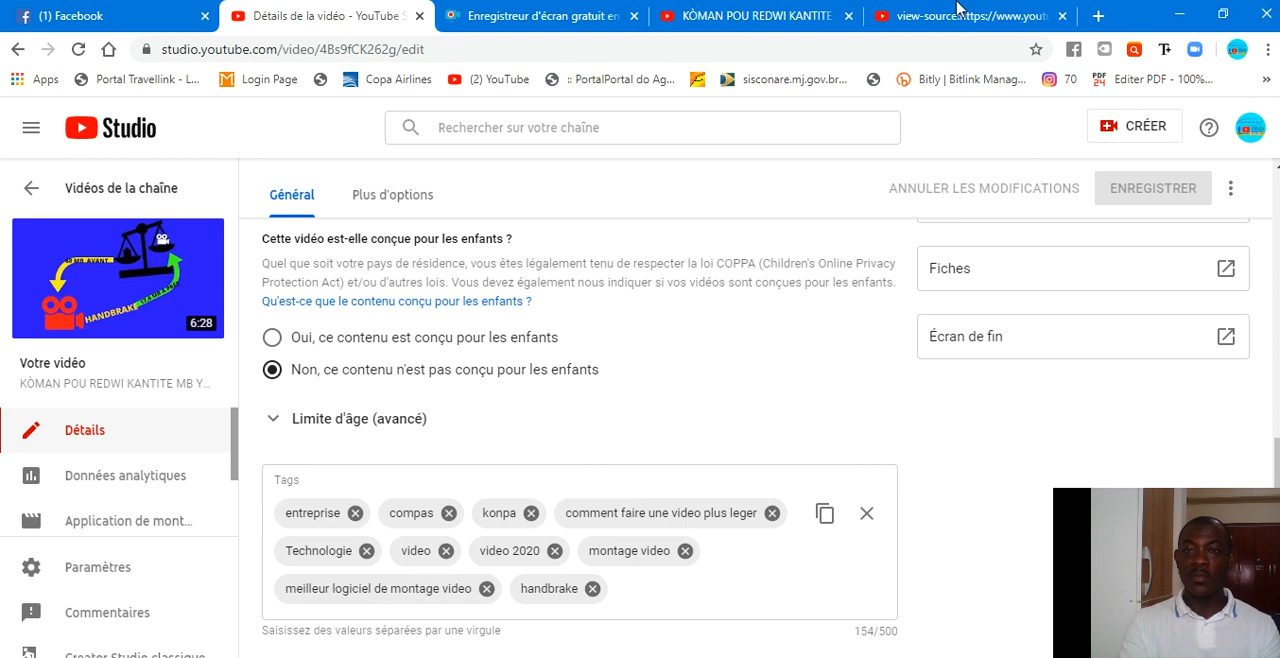 (1) Facebook
Détails de la vidéo - YouTube S
Enregistreur d'écran gratuit en
KÒMAN POU REDWI KANTITE
view-source:https://www.yout
studio.youtube.com/video/4Bs9fCK262g/edit
Apps
Portal Travellink - L...
Login Page
Copa Airlines
(2) YouTube
:: PortalPortal do Ag...
sisconare.mj.gov.br...
Bitly | Bitlink Manag...
70
Éditer PDF - 100%...
Studio
Rechercher sur votre chaîne
CRÉER
Vidéos de la chaîne
Général
Plus d'options
ANNULER LES MODIFICATIONS
ENREGISTRER
MB AVANT
HANDBRAKE
6:28
Votre vidéo
KÒMAN POU REDWI KANTITE MB Y...
Détails
Données analytiques
Application de mont...
Paramètres
Commentaires
Creator Studio classique
Cette vidéo est-elle conçue pour les enfants ?
Quel que soit votre pays de résidence, vous êtes légalement tenu de respecter la loi COPPA (Children's Online Privacy
Protection Act) et/ou d'autres lois. Vous devez également nous indiquer si vos vidéos sont conçues pour les enfants.
Qu'est-ce que le contenu conçu pour les enfants ?
Oui, ce contenu est conçu pour les enfants
Non, ce contenu n'est pas conçu pour les enfants
Limite d'âge (avancé)
Tags
entreprise
compas
konpa
comment faire une video plus leger
Technologie
video
video 2020
montage video
meilleur logiciel de montage video
handbrake
Saisissez des valeurs séparées par une virgule
154/500
Fiches
Écran de fin